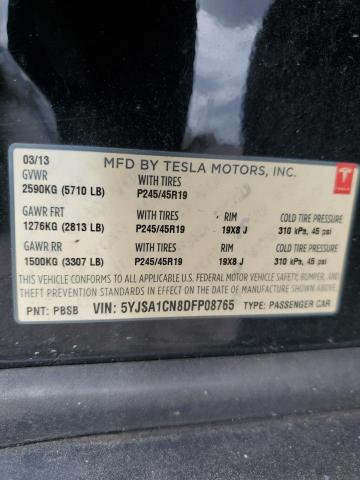 03/13 MFD BY TESLA MOTORS, INC.
GVWR WITH TIRES
2590KG (5710 LB) P245/45R19
GAWR FRT WITH TIRES RIM COLD TIRE PRESSURE
1276KG (2813 LB) P245/45R19 19X8 J 310 kPa, 45 psi
GAWR RR WITH TIRES RIM COLD TIRE PRESSURE
1500KG (3307 LB) P245/45R19 19X8 J 310 kPa, 45 psi
THIS VEHICLE CONFORMS TO ALL APPLICABLE FEDERAL MOTOR VEHICLE SAFETY, BUMPER, AND
THEFT PREVENTION STANDARDS IN EFFECT ON THE DATE OF MANUFACTURE SHOWN ABOVE.
PNT: PBSB VIN: 5YJSA1CN8DFP08765 TYPE: PASSENGER CAR
TESLA